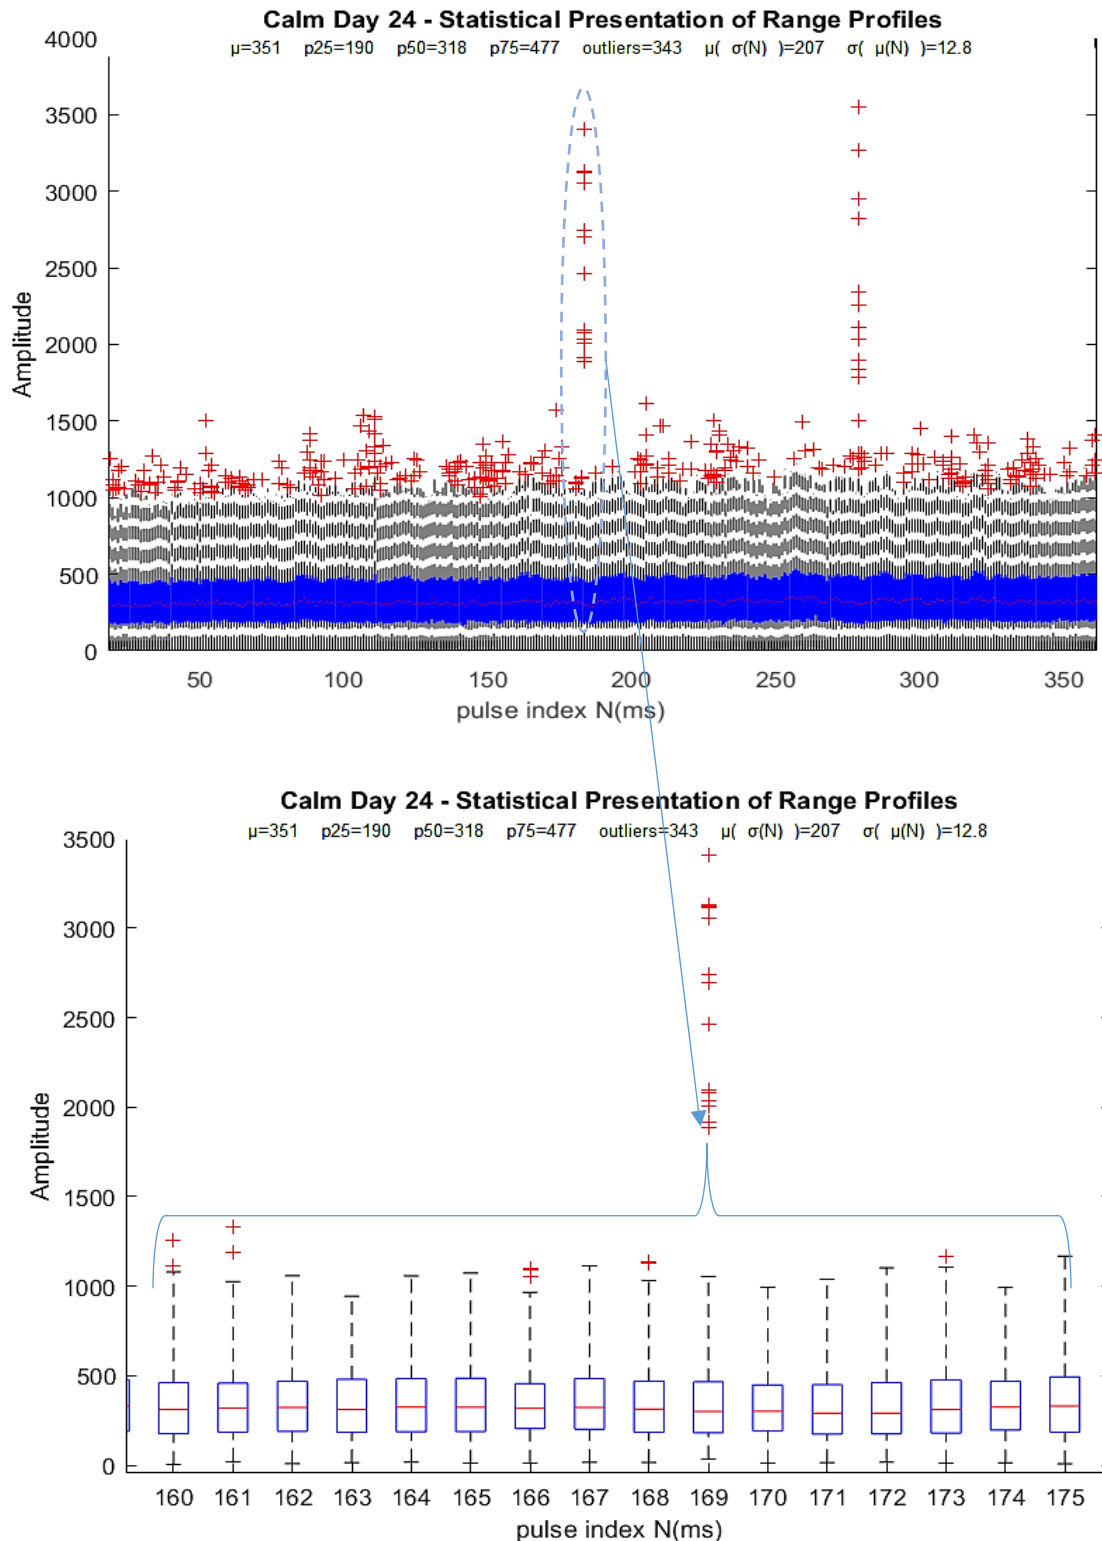 Calm Day 24 - Statistical Presentation of Range Profiles
μ=351 p25=190 p50=318 p75=477 outliers=343 μ( σ(N) )=207 σ( μ(N) )=12.8
4000
3500
3000
2500
2000
1500
1000
500
0
Amplitude
50 100 150 200 250 300 350
pulse index N(ms)
Calm Day 24 - Statistical Presentation of Range Profiles
μ=351 p25=190 p50=318 p75=477 outliers=343 μ( σ(N) )=207 σ( μ(N) )=12.8
3500
3000
2500
2000
1500
1000
500
0
Amplitude
160 161 162 163 164 165 166 167 168 169 170 171 172 173 174 175
pulse index N(ms)